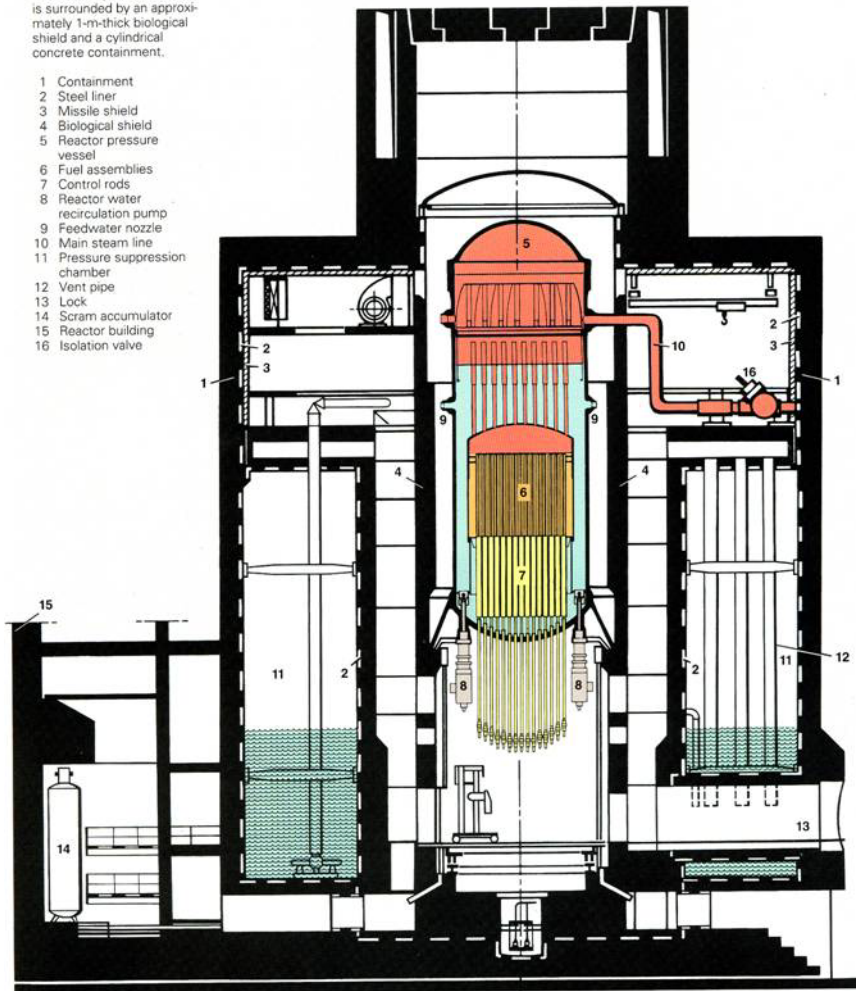 is surrounded by an approxi-
mately 1-m-thick biological
shield and a cylindrical
concrete containment.
1 Containment
2 Steel liner
3 Missile shield
4 Biological shield
5 Reactor pressure
vessel
6 Fuel assemblies
7 Control rods
8 Reactor water
recirculation pump
9 Feedwater nozzle
10 Main steam line
11 Pressure suppression
chamber
12 Vent pipe
13 Lock
14 Scram accumulator
15 Reactor building
16 Isolation valve
5
2
2
3
10
3
16
1
1
9
9
4
4
6
7
15
11
2
2
11
12
8
8
14
13